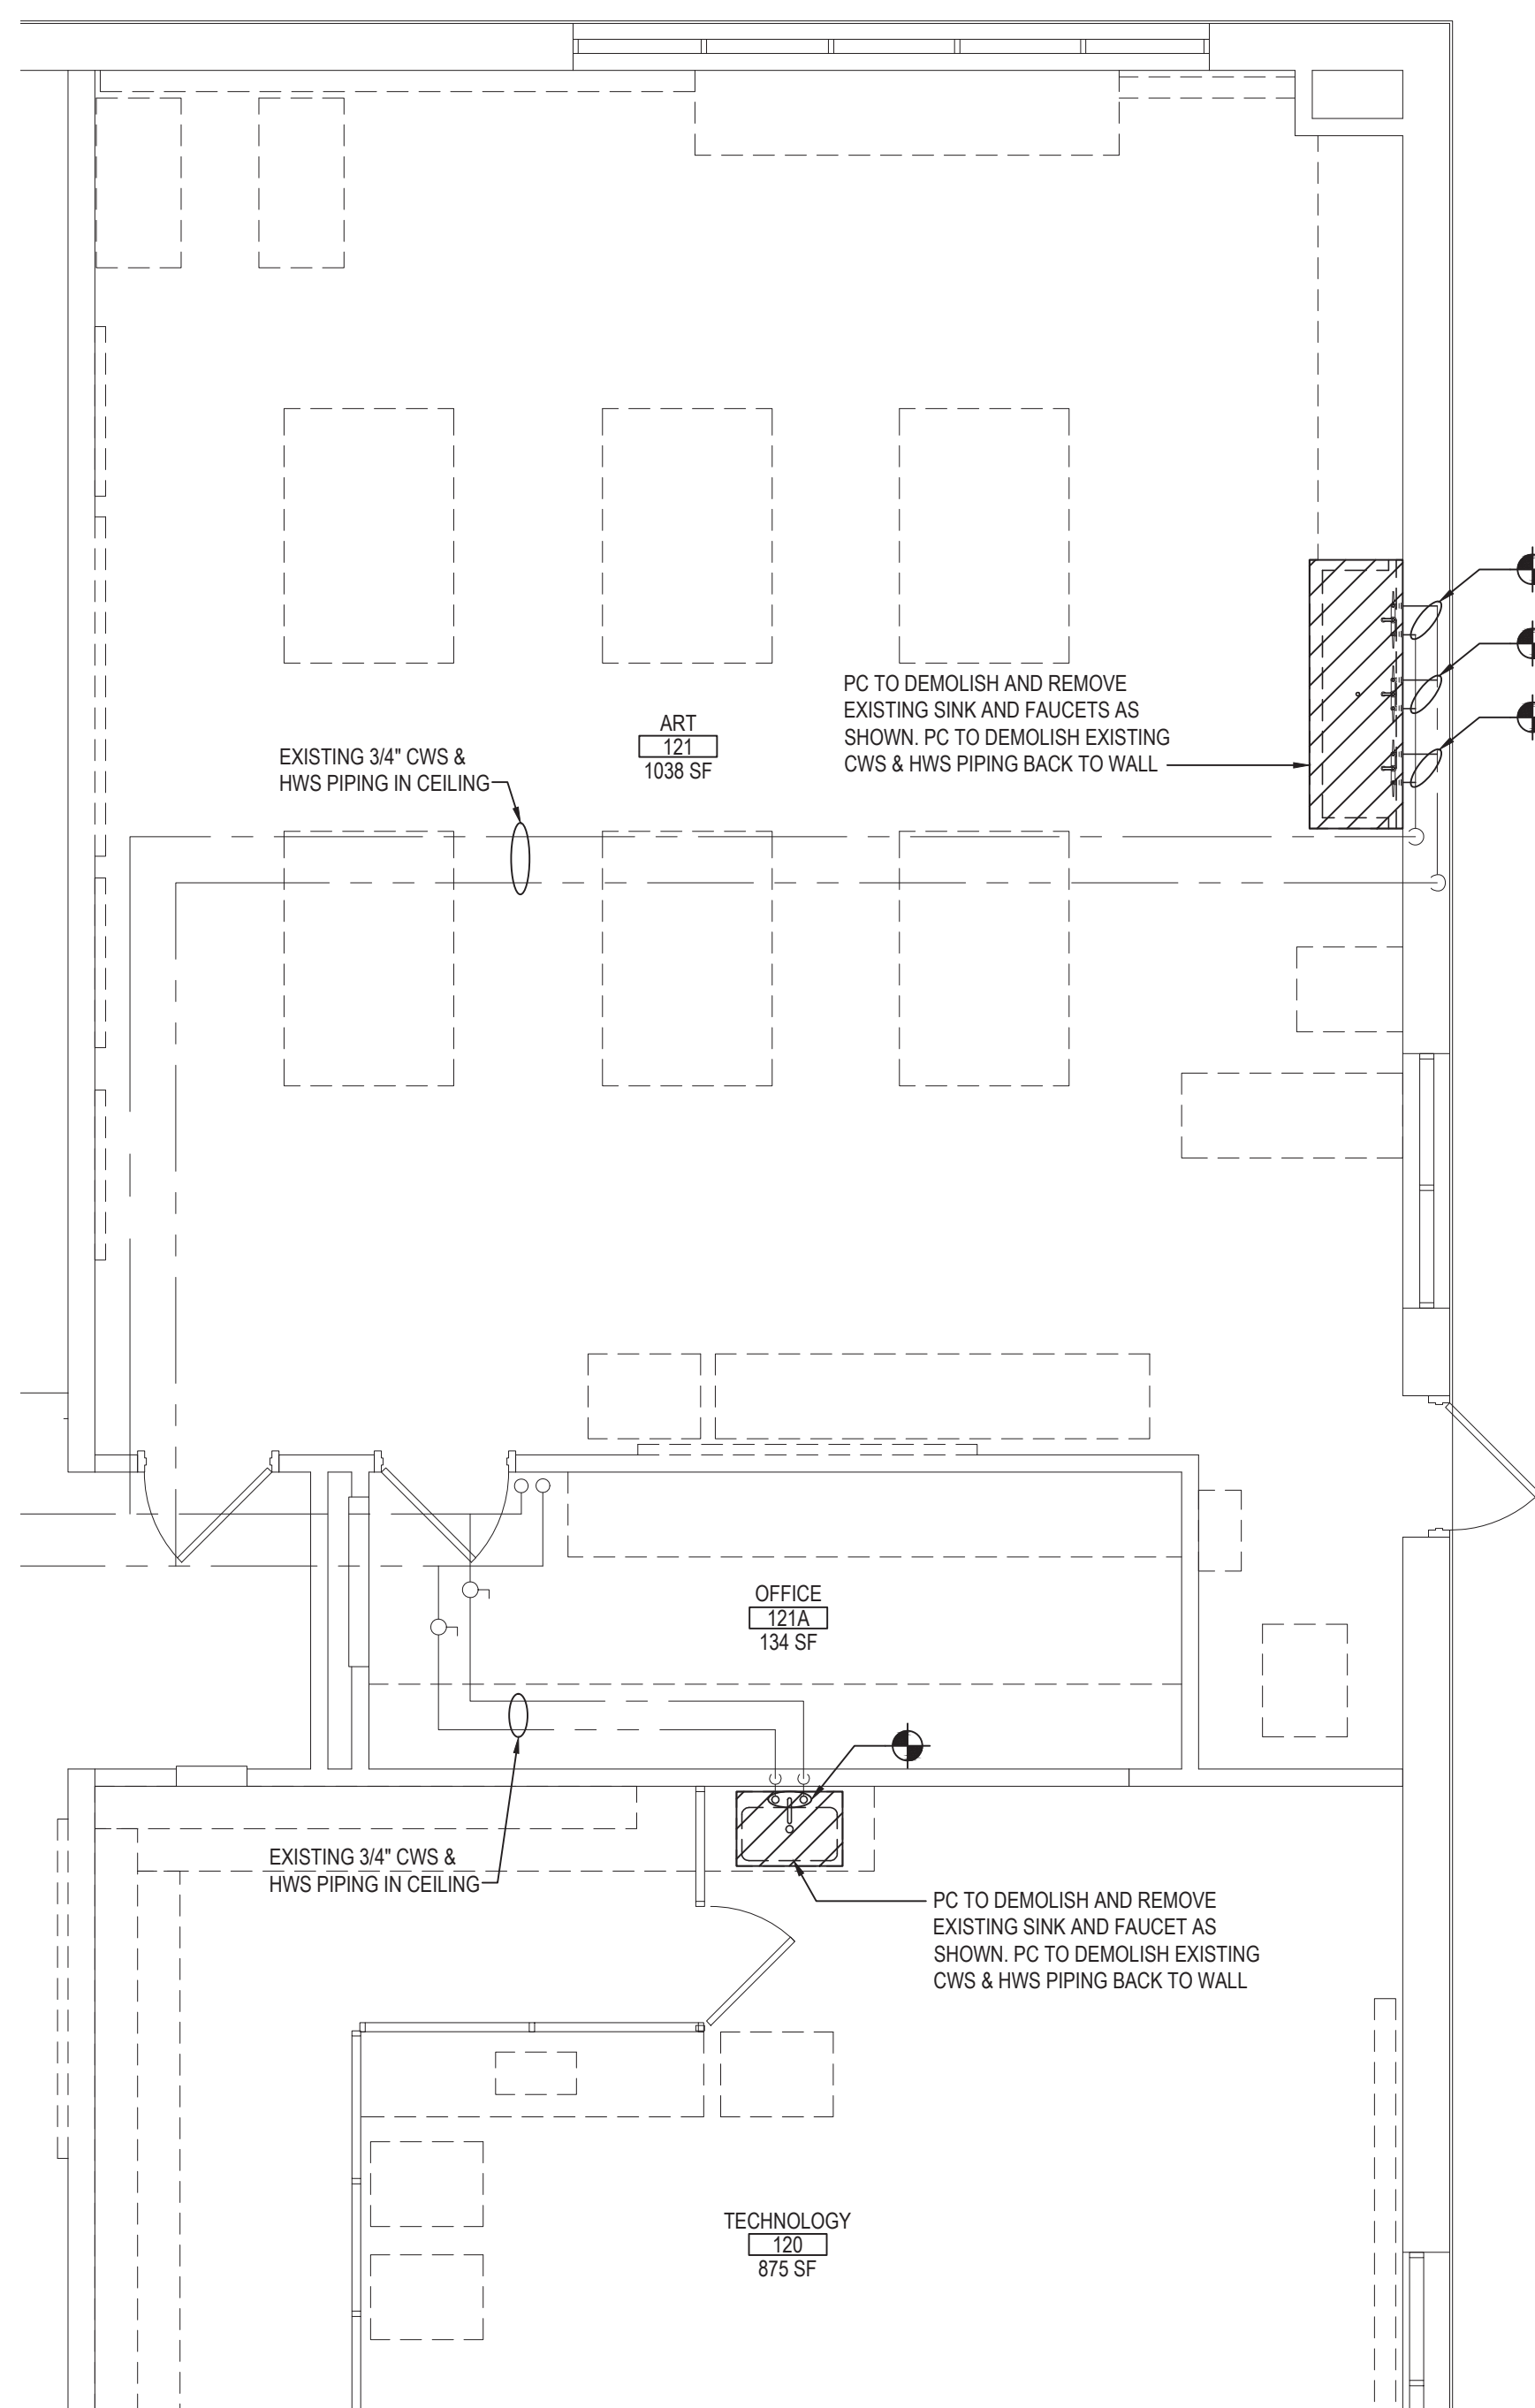 PC TO DEMOLISH AND REMOVE
EXISTING SINK AND FAUCETS AS
SHOWN. PC TO DEMOLISH EXISTING
CWS & HWS PIPING BACK TO WALL
ART
121
1038 SF
EXISTING 3/4" CWS &
HWS PIPING IN CEILING
OFFICE
121A
134 SF
EXISTING 3/4" CWS &
HWS PIPING IN CEILING
PC TO DEMOLISH AND REMOVE
EXISTING SINK AND FAUCET AS
SHOWN. PC TO DEMOLISH EXISTING
CWS & HWS PIPING BACK TO WALL
TECHNOLOGY
120
875 SF